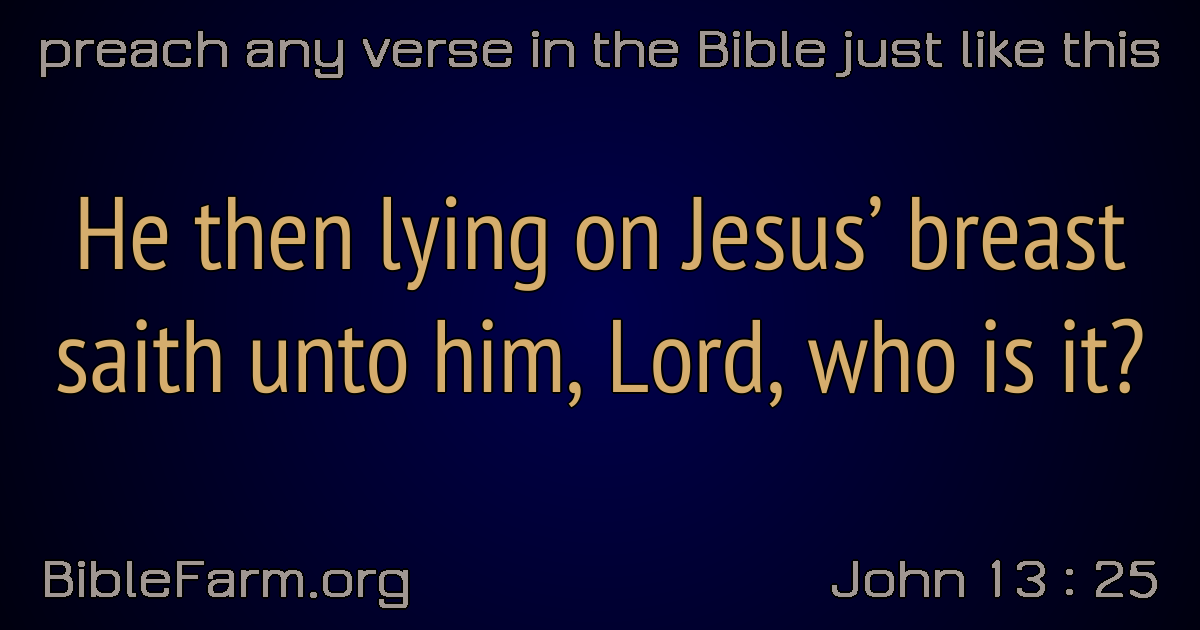 preach any verse in the Bible just like this
He then lying on Jesus’ breast
saith unto him, Lord, who is it?
BibleFarm.org
John 13 : 25